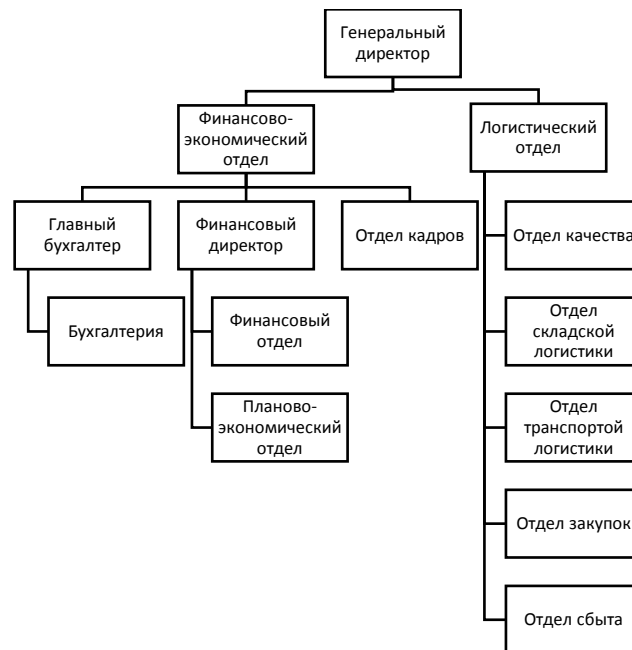 Генеральный
директор
Финансово-
экономический
отдел
Логистический
отдел
Главный
бухгалтер
Финансовый
директор
Отдел кадров
Отдел качества
Бухгалтерия
Финансовый
отдел
Отдел
складской
логистики
Планово-
экономический
отдел
Отдел
транспортой
логистики
Отдел закупок
Отдел сбыта